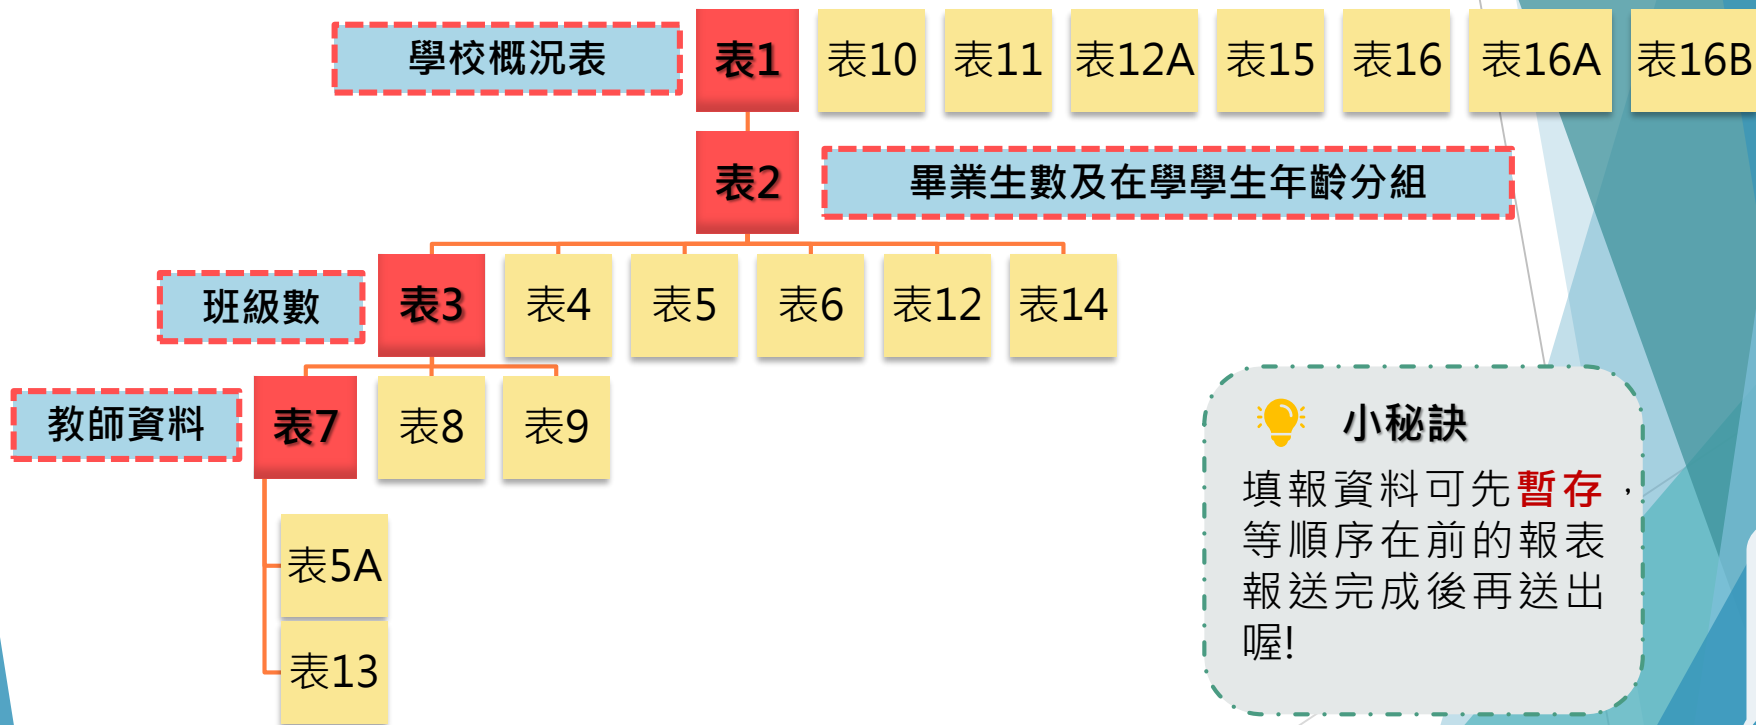 學校概況表
表1
表10
表11
表12A
表15
表16
表16A
表16B
表2
畢業生數及在學學生年齡分組
班級數
表3
表4
表5
表6
表12
表14
教師資料
表7
表8
表9
表5A
表13
小秘訣
填報資料可先暫存，
等順序在前的報表
報送完成後再送出
喔!